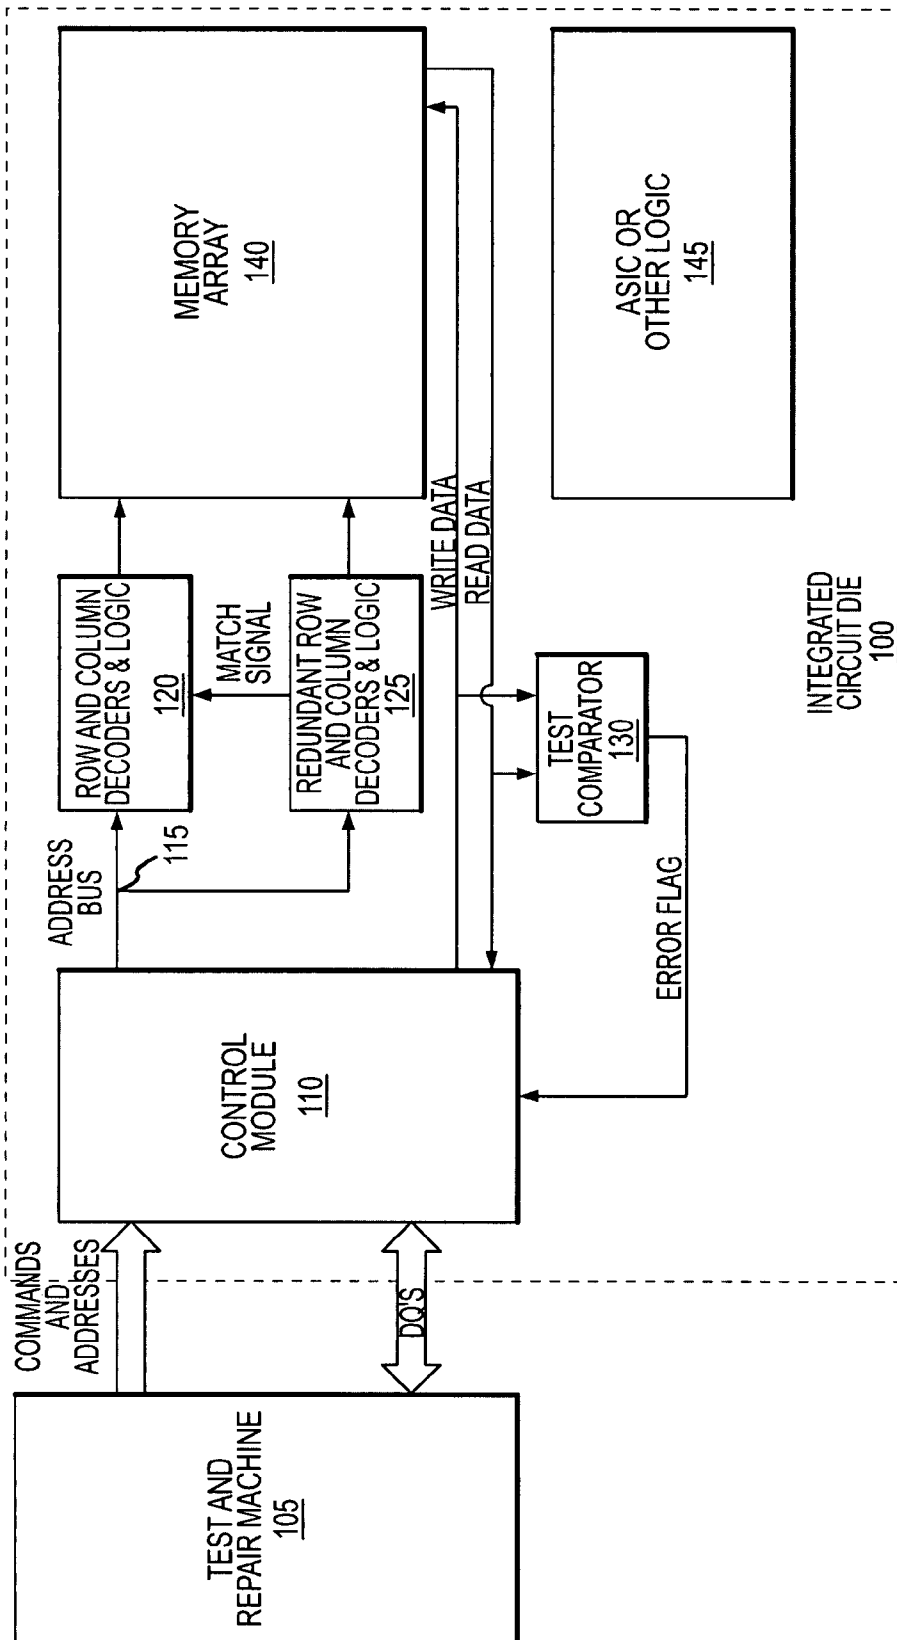 TEST AND
REPAIR MACHINE
105
COMMANDS
AND
ADDRESSES
DQ'S
CONTROL
MODULE
110
ADDRESS
BUS
115
ROW AND COLUMN
DECODERS & LOGIC
120
MATCH
SIGNAL
REDUNDANT ROW
AND COLUMN
DECODERS & LOGIC
125
MEMORY
ARRAY
140
WRITE DATA
READ DATA
TEST
COMPARATOR
130
ERROR FLAG
ASIC OR
OTHER LOGIC
145
INTEGRATED
CIRCUIT DIE
100